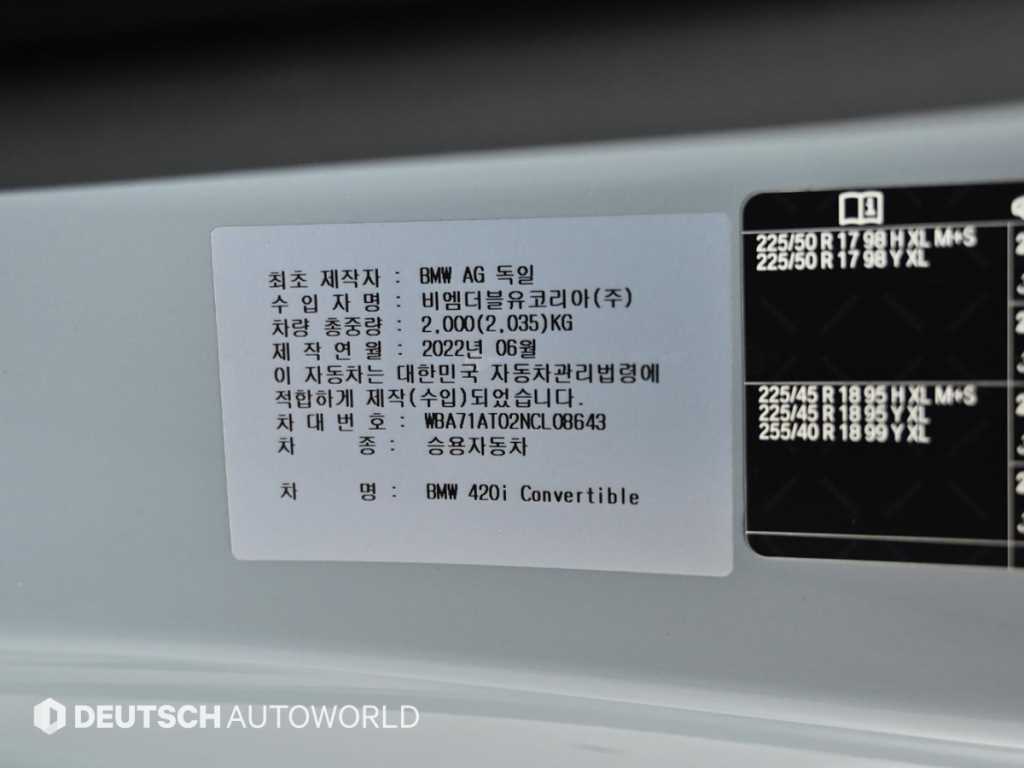 최초 제작자 : BMW AG 독일
수 입 자 명 : 비엠더블유코리아(주)
차량 총중량 : 2,000(2,035)KG
제 작 연 월 : 2022년 06월
이 자동차는 대한민국 자동차관리법령에
적합하게 제작(수입)되었습니다.
차 대 번 호 : WBA71AT02NCL08643
차 종 : 승용자동차
차 명 : BMW 420i Convertible
225/50 R 17 98 H XL M+S
225/50 R 17 98 Y XL
225/45 R 18 95 H XL M+S
225/45 R 18 95 Y XL
255/40 R 18 99 Y XL
DEUTSCH AUTOWORLD